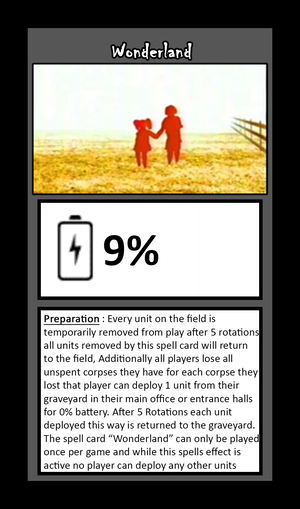 Wonderland
9%
Preparation : Every unit on the field is
temporarily removed from play after 5 rotations
all units removed by this spell card will return
to the field, Additionally all players lose all
unspent corpses they have for each corpse they
lost that player can deploy 1 unit from their
graveyard in their main office or entrance halls
for 0% battery. After 5 Rotations each unit
deployed this way is returned to the graveyard.
The spell card “Wonderland” can only be played
once per game and while this spells effect is
active no player can deploy any other units